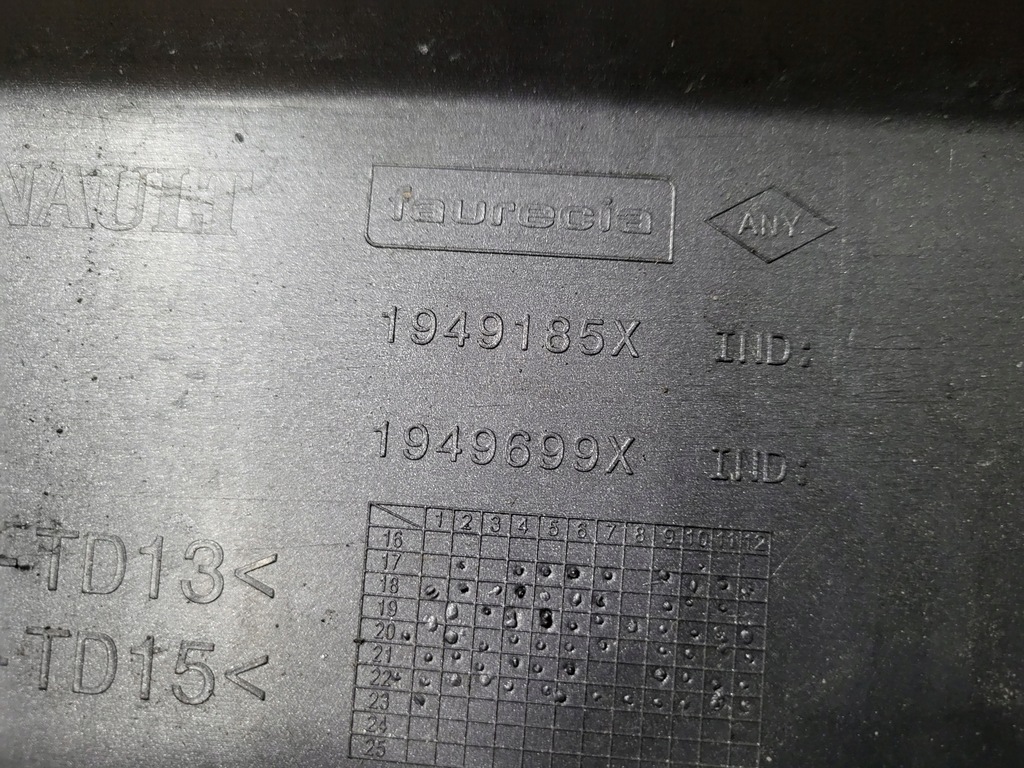 NAULT faurecia ANY
1949185X IND:
1949699X IND:
1 2 3 4 5 6 7 8 9 10 11 12
16
17
TD13<
18
19
20
TD15<
21
22
23
24
25